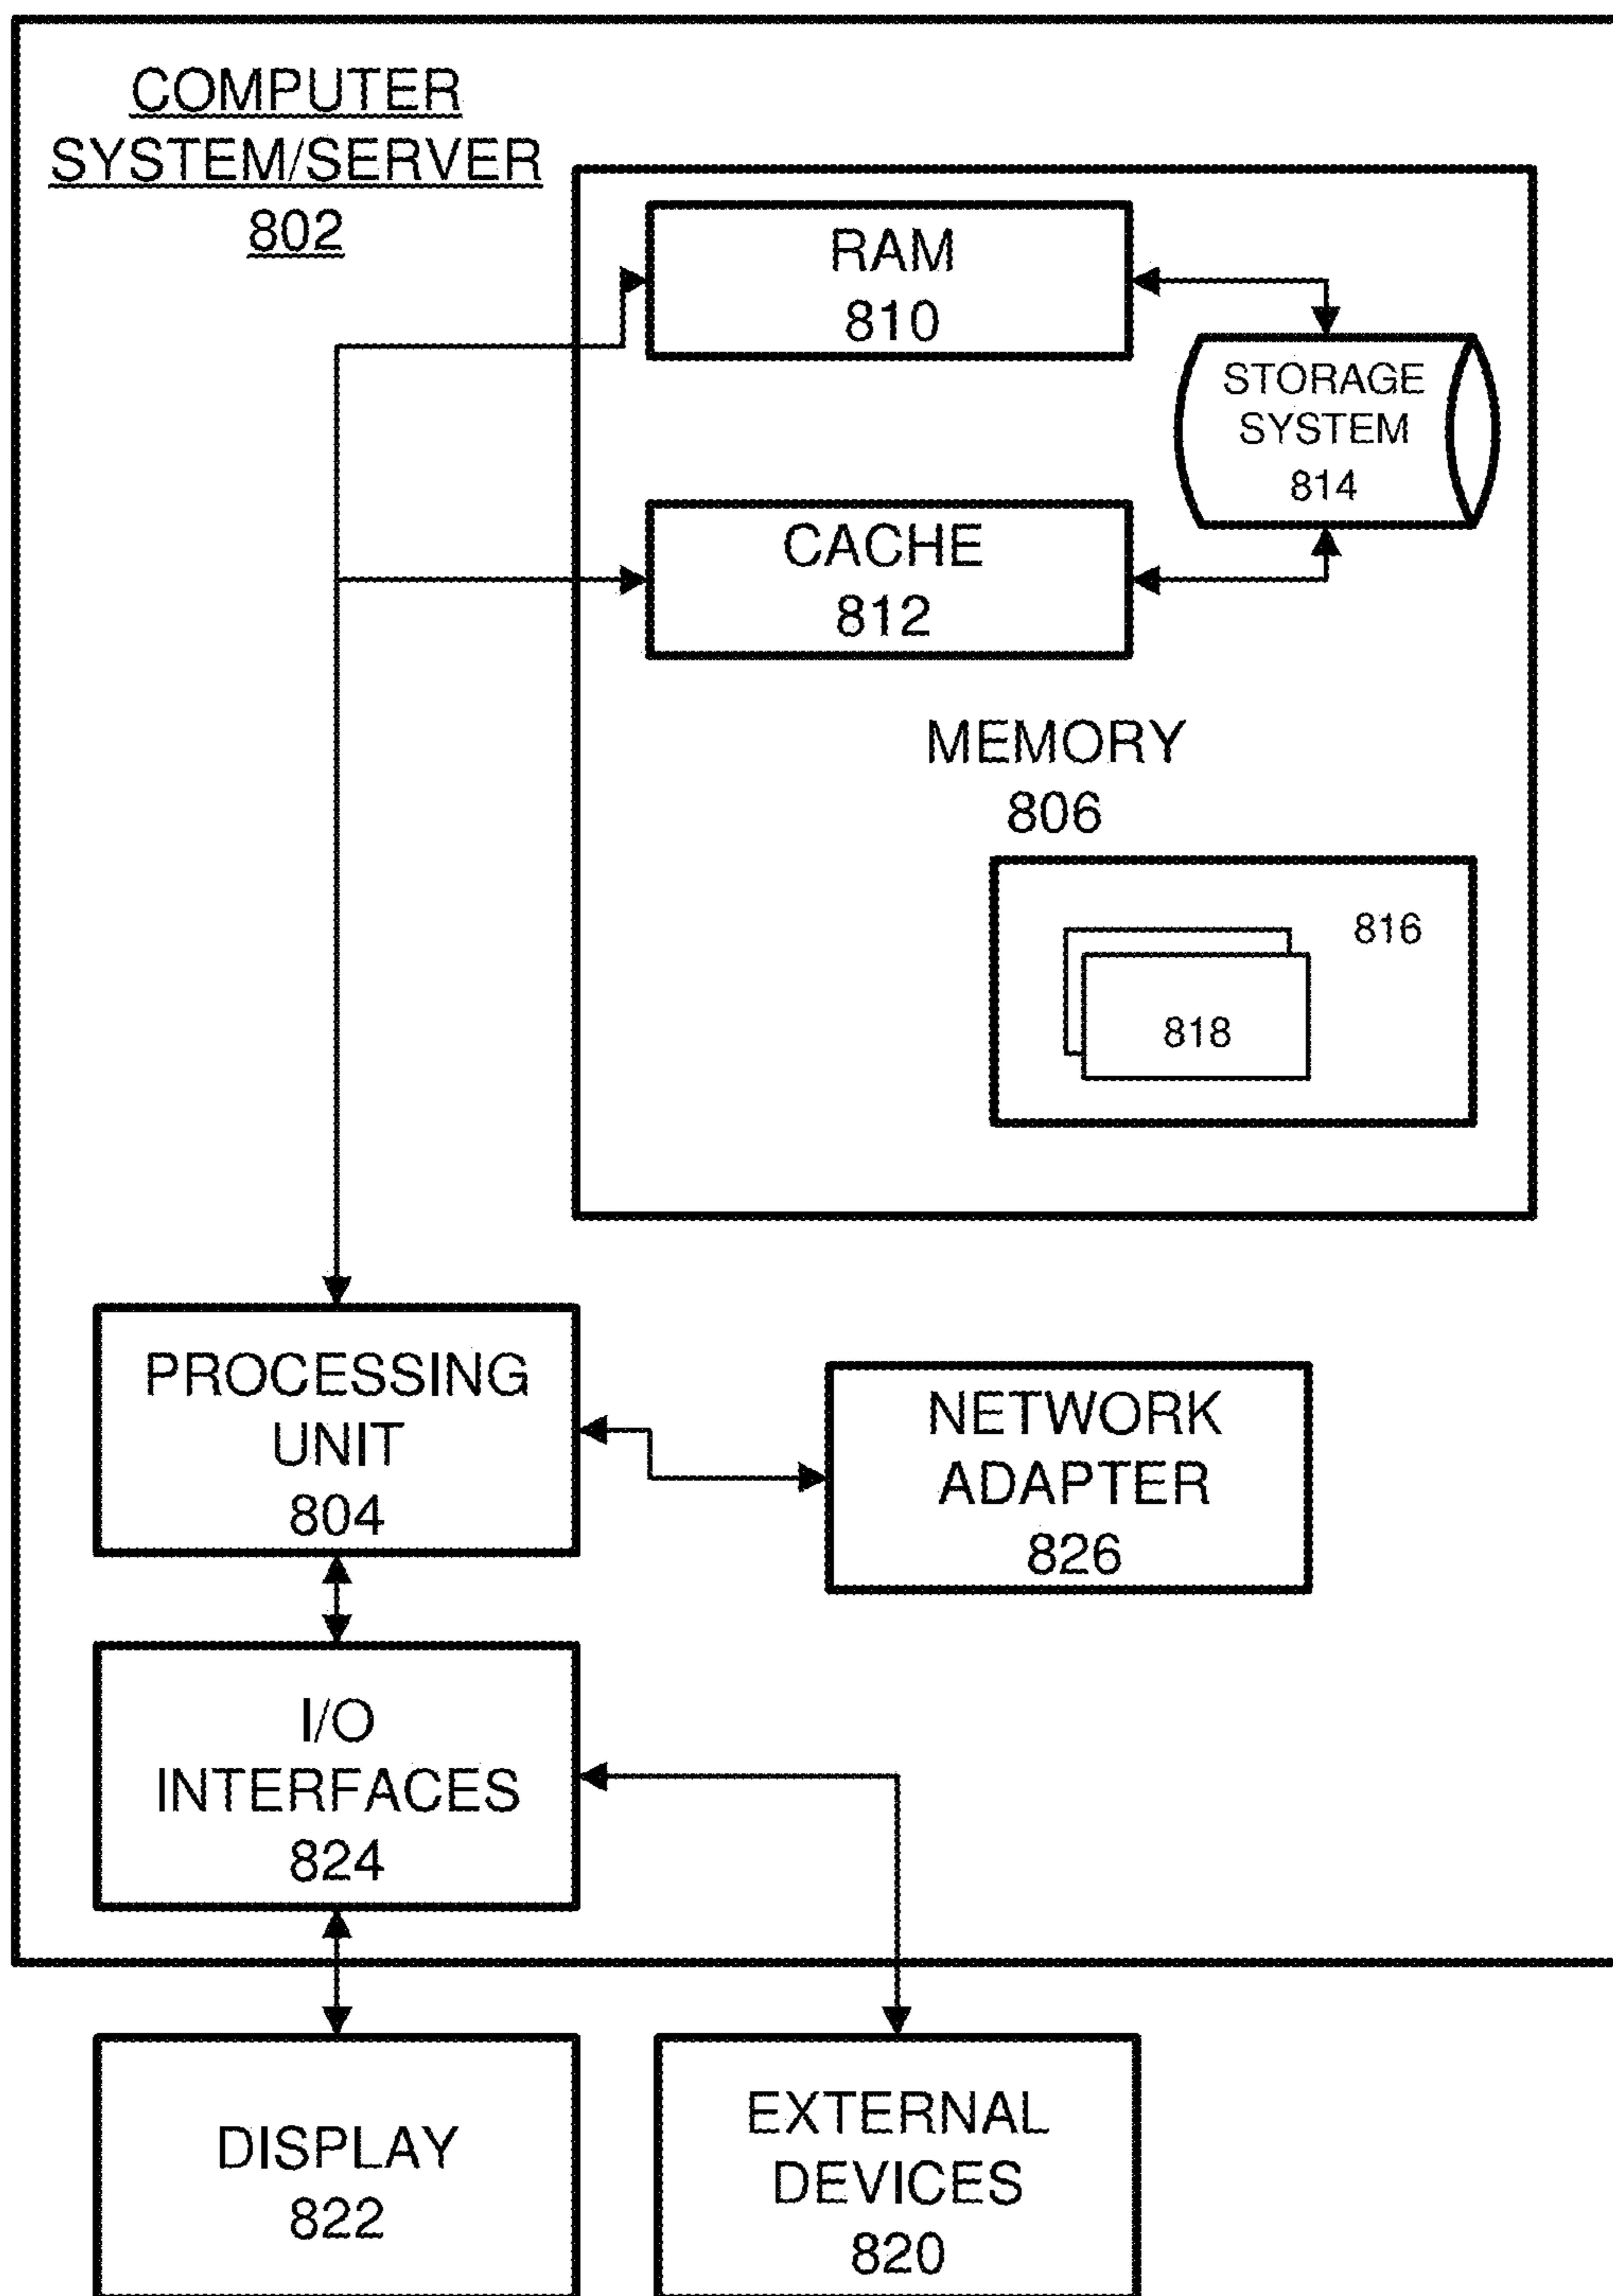 COMPUTER
SYSTEM/SERVER
802
RAM
810
STORAGE
SYSTEM
814
CACHE
812
MEMORY
806
816
818
PROCESSING
UNIT
804
NETWORK
ADAPTER
826
I/O
INTERFACES
824
DISPLAY
822
EXTERNAL
DEVICES
820